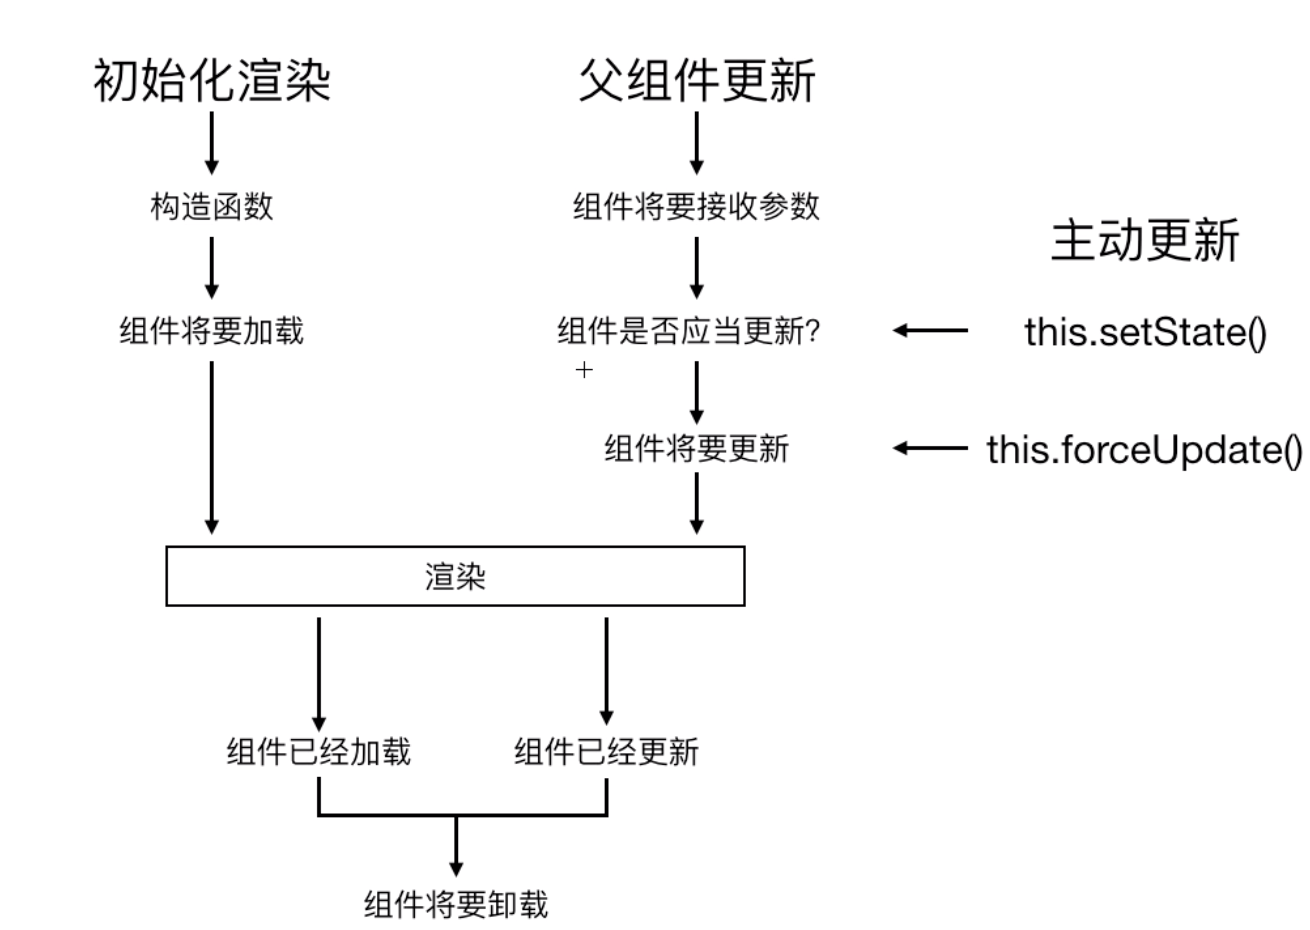 初始化渲染
父组件更新
构造函数
组件将要接收参数
主动更新
组件将要加载
组件是否应当更新?
this.setState()
组件将要更新
this.forceUpdate()
渲染
组件已经加载
组件已经更新
组件将要卸载